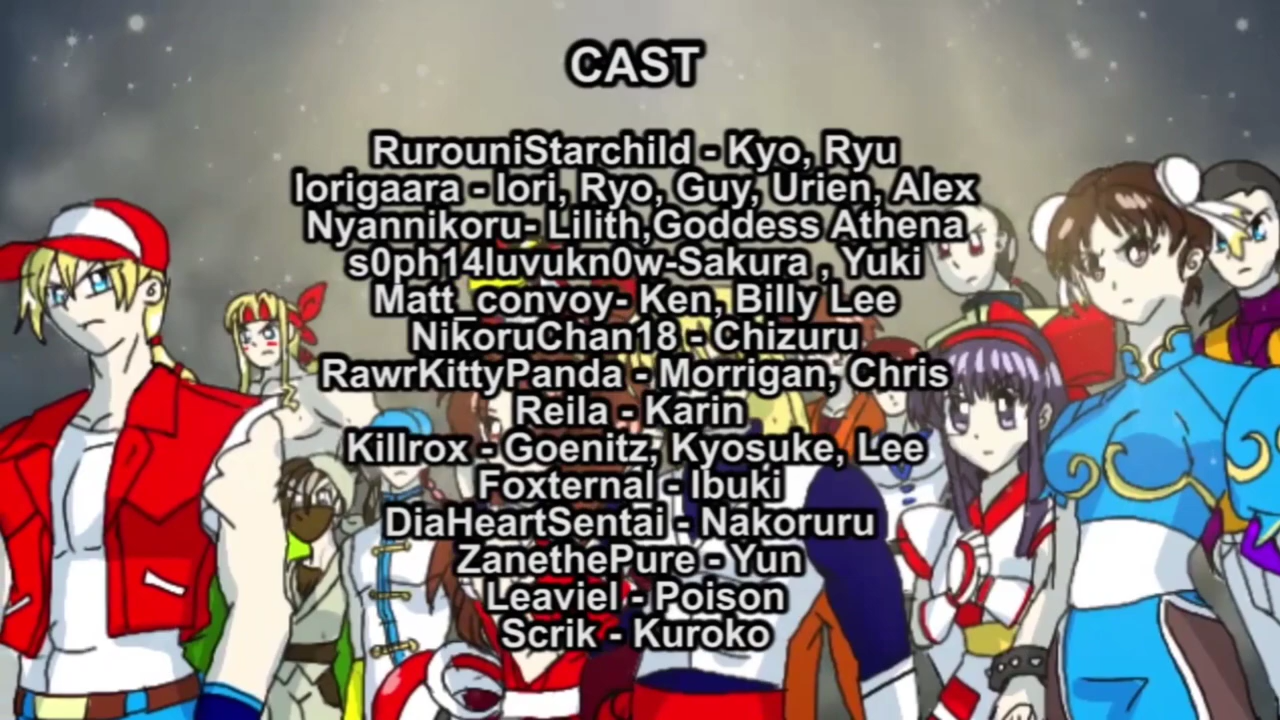 CAST
RurouniStarchild - Kyo, Ryu
Iorigaara - Iori, Ryo, Guy, Urien, Alex
Nyannikoru- Lilith,Goddess Athena
s0ph14luvukn0w-Sakura , Yuki
Matt_convoy- Ken, Billy Lee
NikoruChan18 - Chizuru
RawrKittyPanda - Morrigan, Chris
Reila - Karin
Killrox - Goenitz, Kyosuke, Lee
Foxternal - Ibuki
DiaHeartSentai - Nakoruru
ZanethePure - Yun
Leaviel - Poison
Scrik - Kuroko